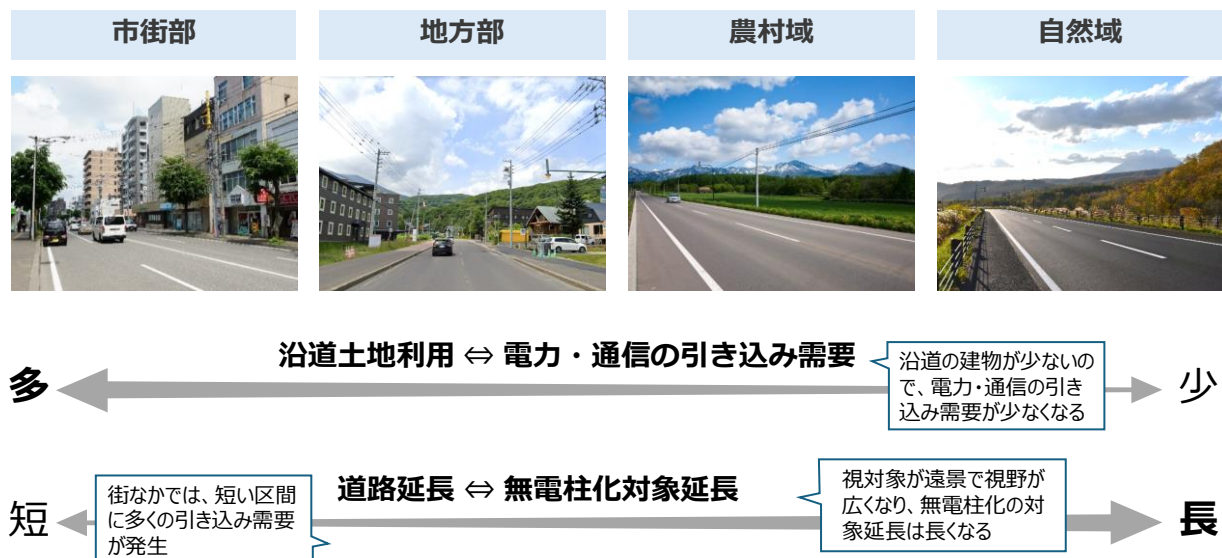 市街部
地方部
農村域
自然域
沿道土地利用 ⇔ 電力・通信の引き込み需要
多
沿道の建物が少ないの
で、電力・通信の引き
込み需要が少なくなる
少
道路延長 ⇔ 無電柱化対象延長
短
街なかでは、短い区間
に多くの引き込み需要
が発生
視対象が遠景で視野が
広くなり、無電柱化の対
象延長は長くなる
長